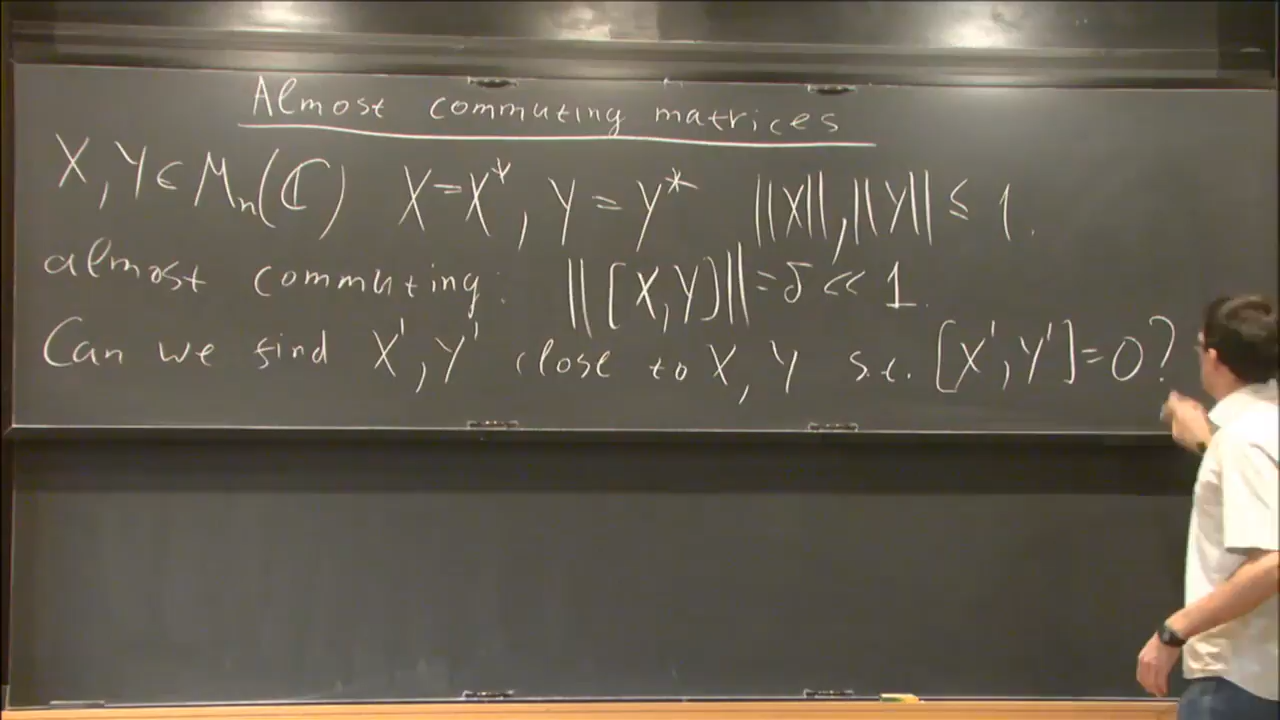 Almost commuting matrices
X, Y ∈ Mₙ(ℂ) X=X*, Y=Y* ||X||, ||Y|| ≤ 1.
almost commuting: ||[X,Y]|| = δ << 1.
Can we find X', Y' close to X, Y s.t. [X', Y']=0?